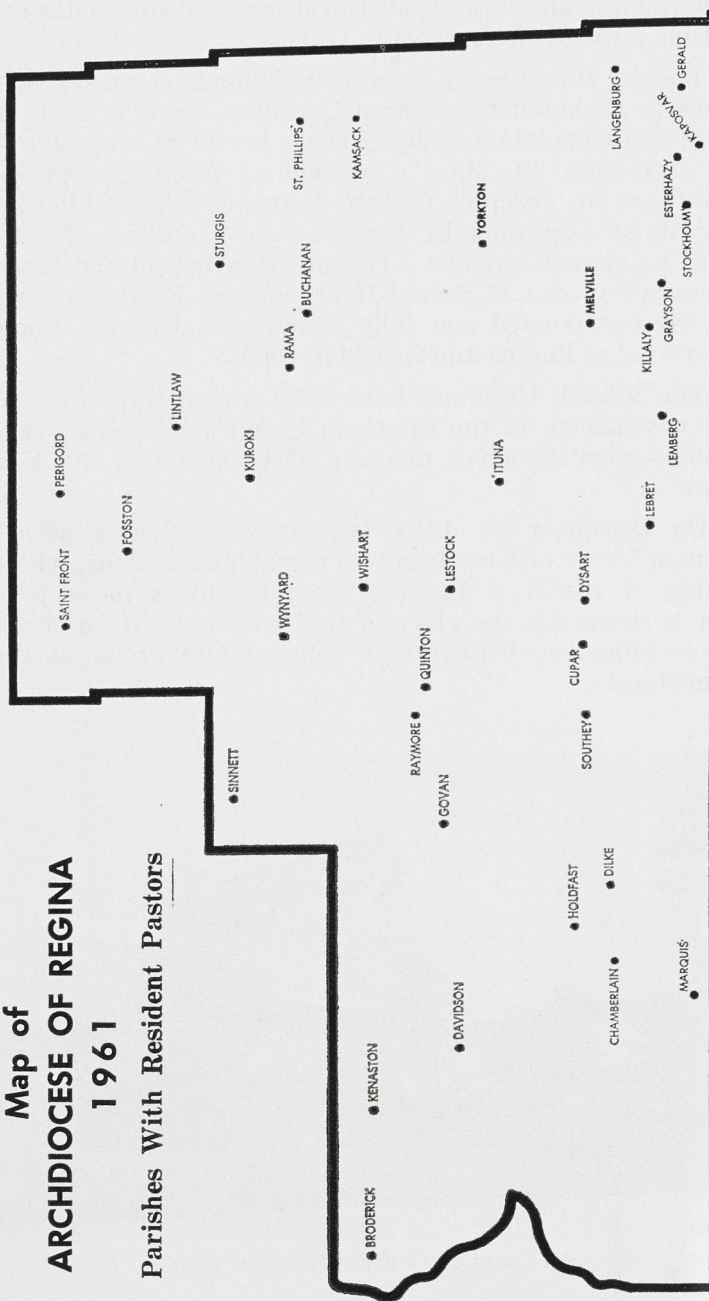 Map of
ARCHDIOCESE OF REGINA
1961
Parishes With Resident Pastors
PERIGORD
SAINT FRONT
FOSSTON
LINTLAW
STURGIS
SINNETT
KUROKI
WYNYARD
RAMA
BUCHANAN
ST. PHILLIPS
KAMSACK
WISHART
BRODERICK
KENASTON
RAYMORE
QUINTON
GOVAN
LESTOCK
DAVIDSON
ITUNA
YORKTON
HOLDFAST
SOUTHEY
CUPAR
DYSART
MELVILLE
LANGENBURG
CHAMBERLAIN
DILKE
LEBRET
KILLALY
LEMBERG
GRAYSON
ESTERHAZY
STOCKHOLM
GERALD
KAPOSVAR
MARQUIS